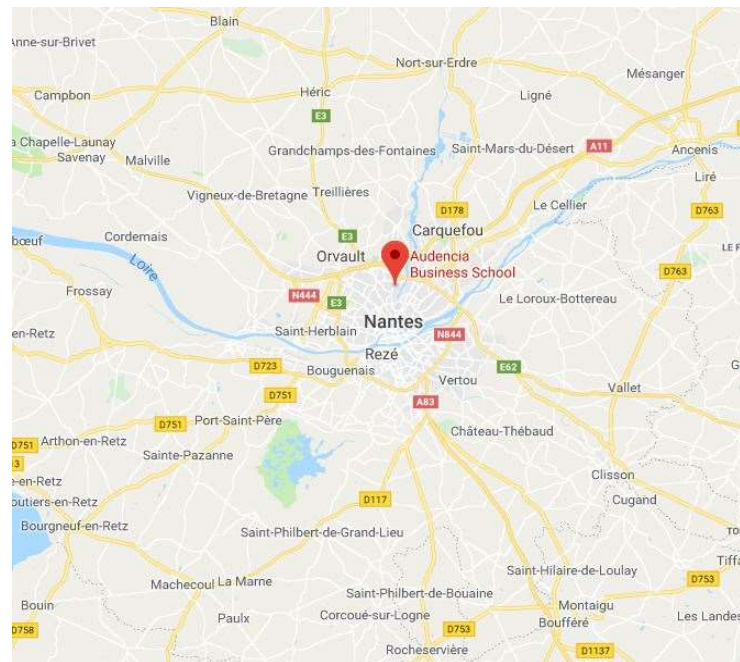 Blain
Anne-sur-Brivet
Nort-sur-Erdre
Mésanger
Campbon
Héric
Ligné
E3
a Chapelle-Launay
Savenay
Malville
Grandchamps-des-Fontaines
Saint-Mars-du-Désert
A11
Ancenis
Liré
Vigneux-de-Bretagne
Treillières
Le Cellier
D178
D763
Cordemais
E3
Carquefou
Orvault
Audencia
Business School
Loire
D763
Frossay
N444
E3
Le Loroux-Bottereau
Nantes
Saint-Herblain
N844
en-Retz
Rezé
D723
Bouguenais
Vertou
E62
Vallet
D751
A83
D751
Port-Saint-Père
Château-Thébaud
D751
Arthon-en-Retz
Sainte-Pazanne
Clisson
D117
Cugand
Bourgneuf-en-Retz
Saint-Philbert-de-Grand-Lieu
Machecoul
La Marne
Saint-Hilaire-de-Loulay
D753
Saint-Philbert-de-Bouaine
Bouin
Paulx
Corcoué-sur-Logne
Montaigu
Boufféré
Les Landes
D758
D753
Rocheservière
D1137